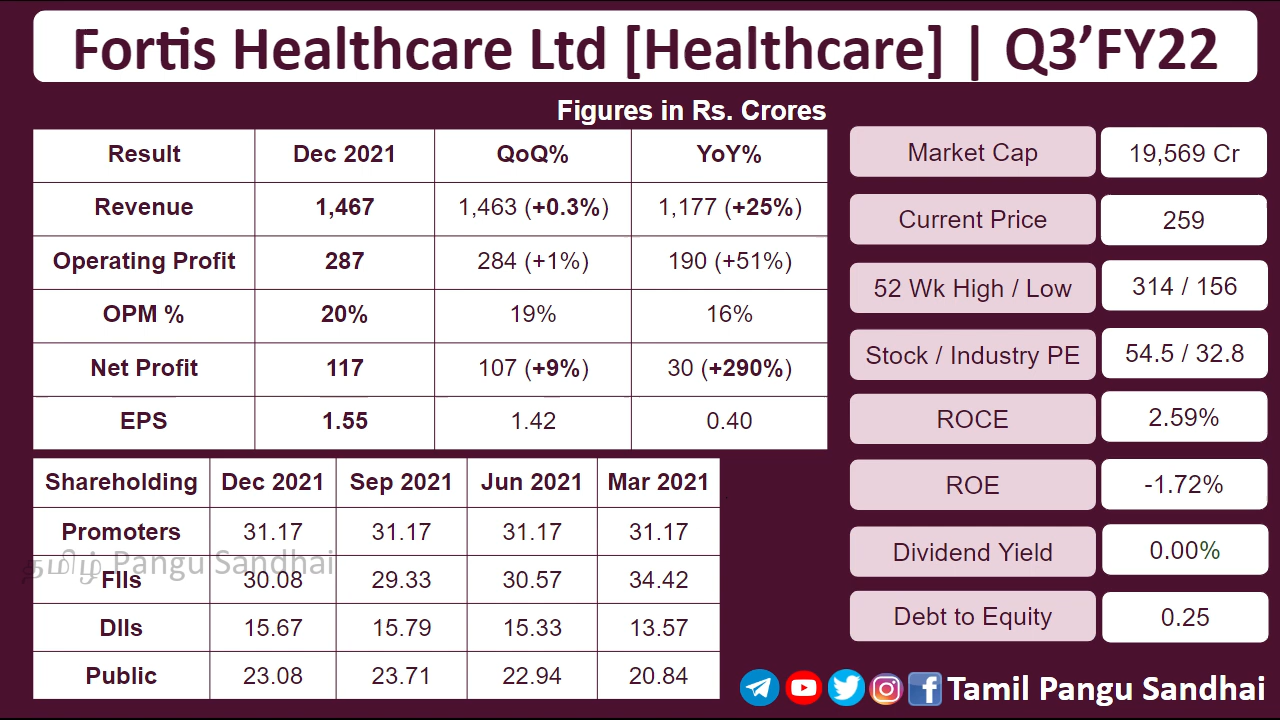 Fortis Healthcare Ltd [Healthcare] | Q3’FY22
Figures in Rs. Crores
Result Dec 2021 QoQ% YoY%
Revenue 1,467 1,463 (+0.3%) 1,177 (+25%)
Operating Profit 287 284 (+1%) 190 (+51%)
OPM % 20% 19% 16%
Net Profit 117 107 (+9%) 30 (+290%)
EPS 1.55 1.42 0.40
Shareholding Dec 2021 Sep 2021 Jun 2021 Mar 2021
Promoters 31.17 31.17 31.17 31.17
தமிழ் Pangu Sandhai
FIIs 30.08 29.33 30.57 34.42
DIIs 15.67 15.79 15.33 13.57
Public 23.08 23.71 22.94 20.84
Market Cap 19,569 Cr
Current Price 259
52 Wk High / Low 314 / 156
Stock / Industry PE 54.5 / 32.8
ROCE 2.59%
ROE -1.72%
Dividend Yield 0.00%
Debt to Equity 0.25
Tamil Pangu Sandhai